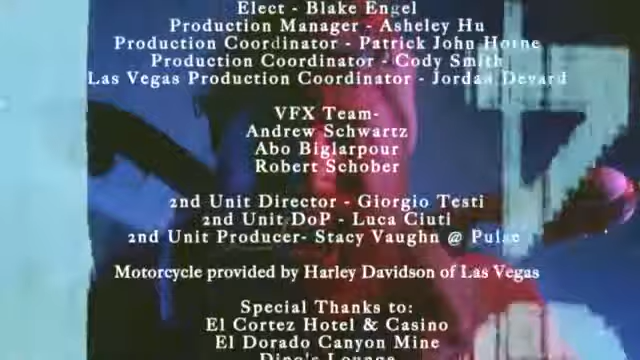 Elect - Blake Engel
Production Manager - Asheley Hu
Production Coordinator - Patrick John Horne
Production Coordinator - Cody Smith
Las Vegas Production Coordinator - Jordan Devard
VFX Team-
Andrew Schwartz
Abo Biglarpour
Robert Schober
2nd Unit Director - Giorgio Testi
2nd Unit DoP - Luca Ciuti
2nd Unit Producer- Stacy Vaughn @ Pulse
Motorcycle provided by Harley Davidson of Las Vegas
Special Thanks to:
El Cortez Hotel & Casino
El Dorado Canyon Mine
Dino's Lounge